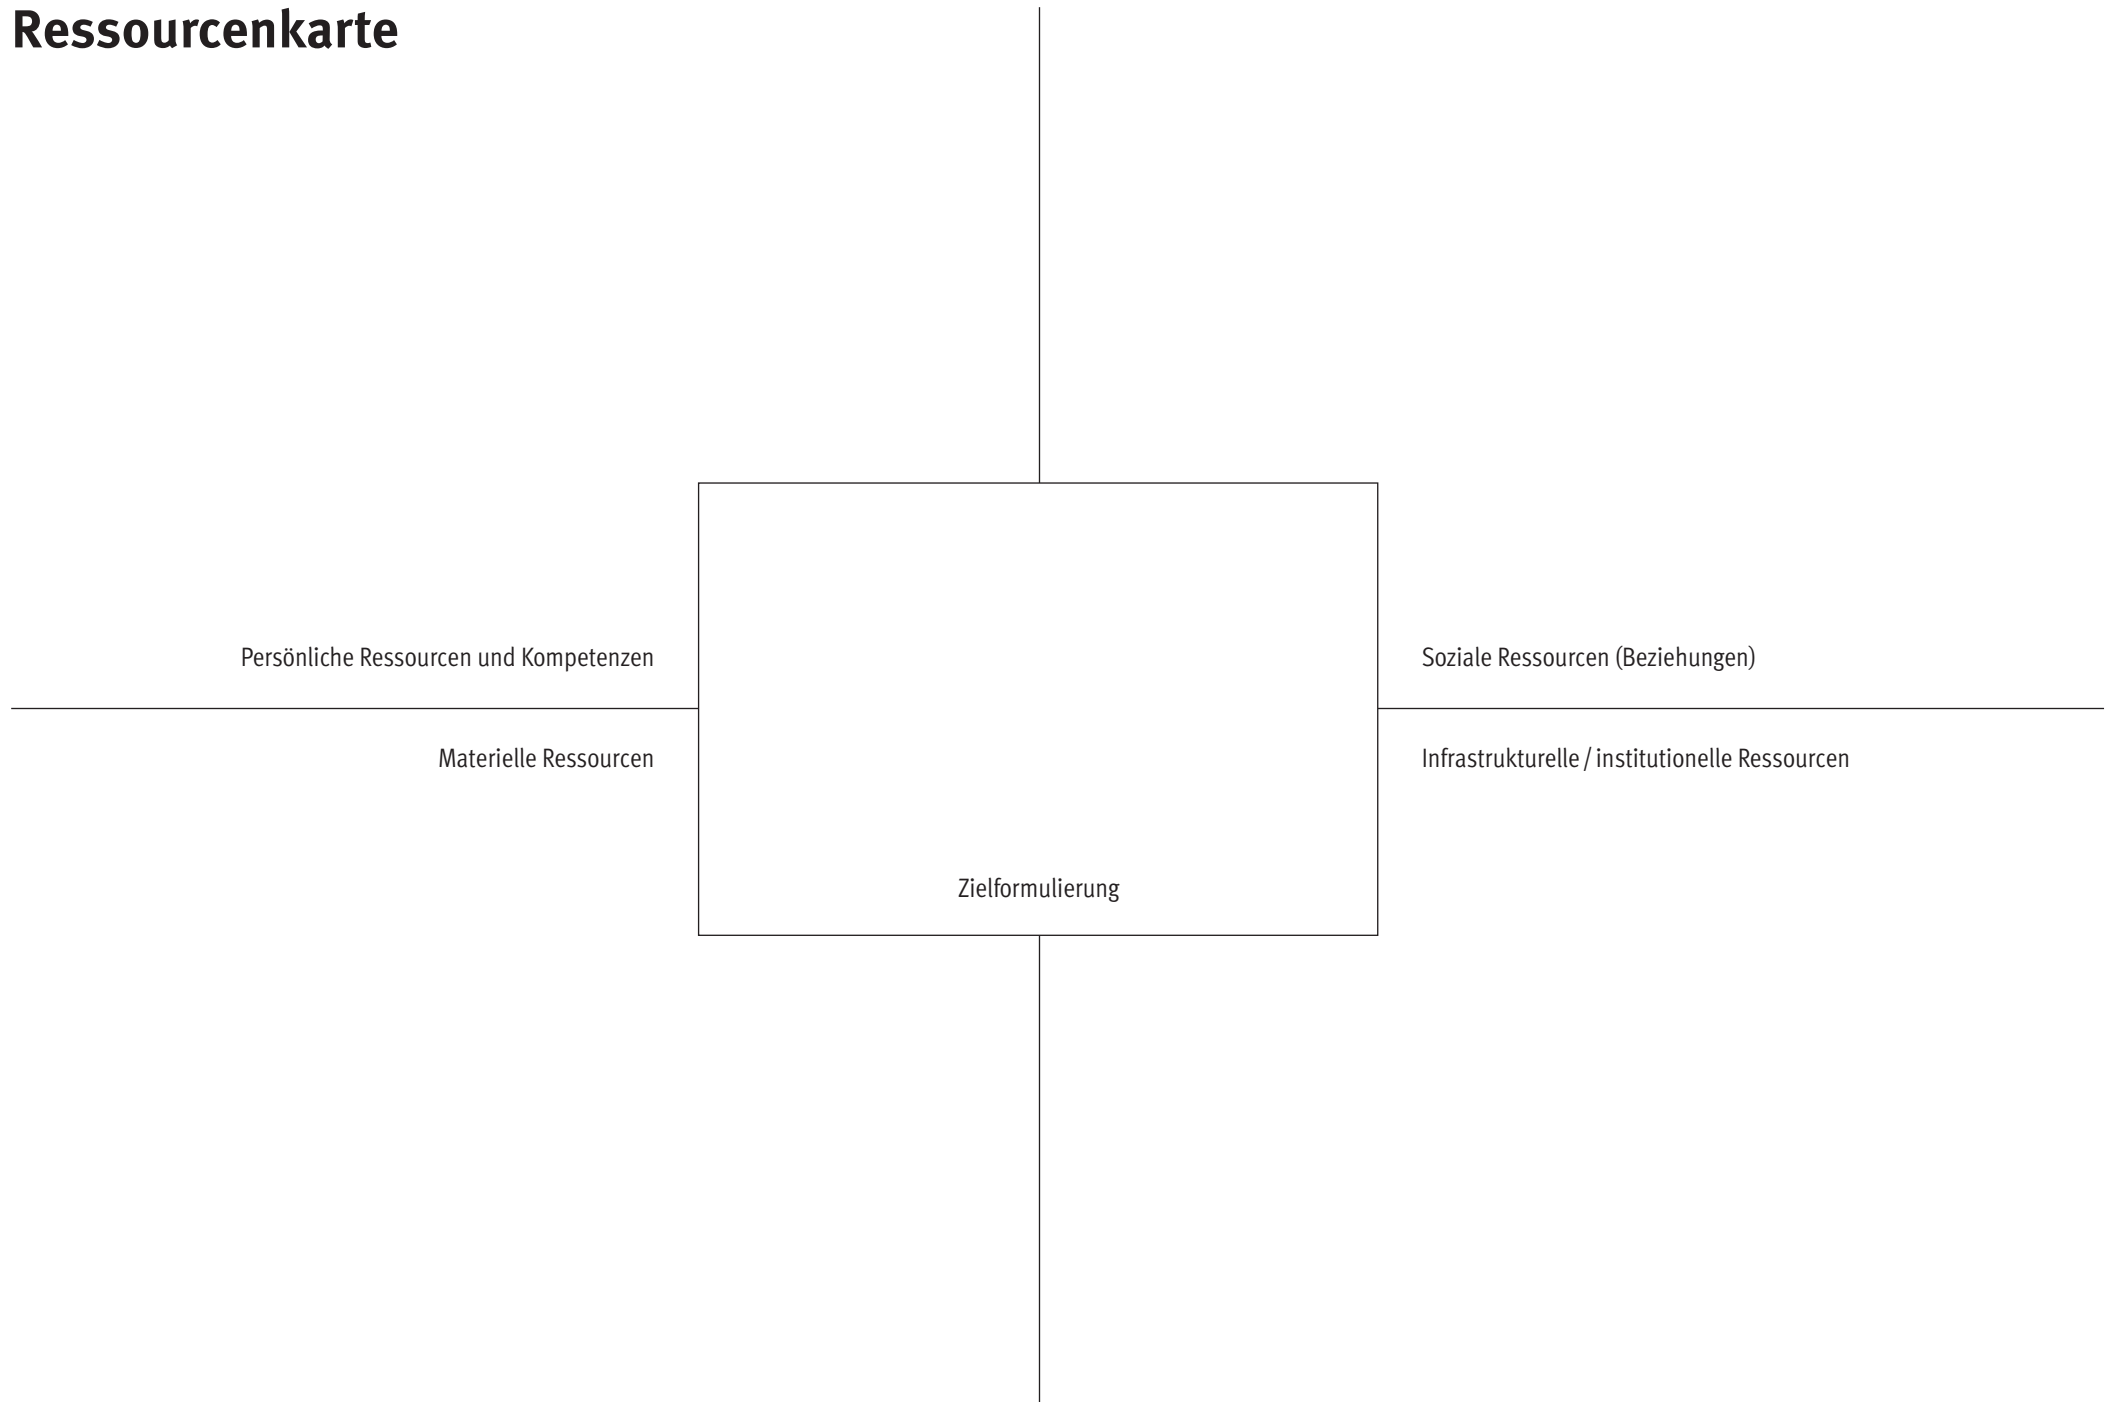 Ressourcenkarte
Persönliche Ressourcen und Kompetenzen
Soziale Ressourcen (Beziehungen)
Materielle Ressourcen
Infrastrukturelle / institutionelle Ressourcen
Zielformulierung